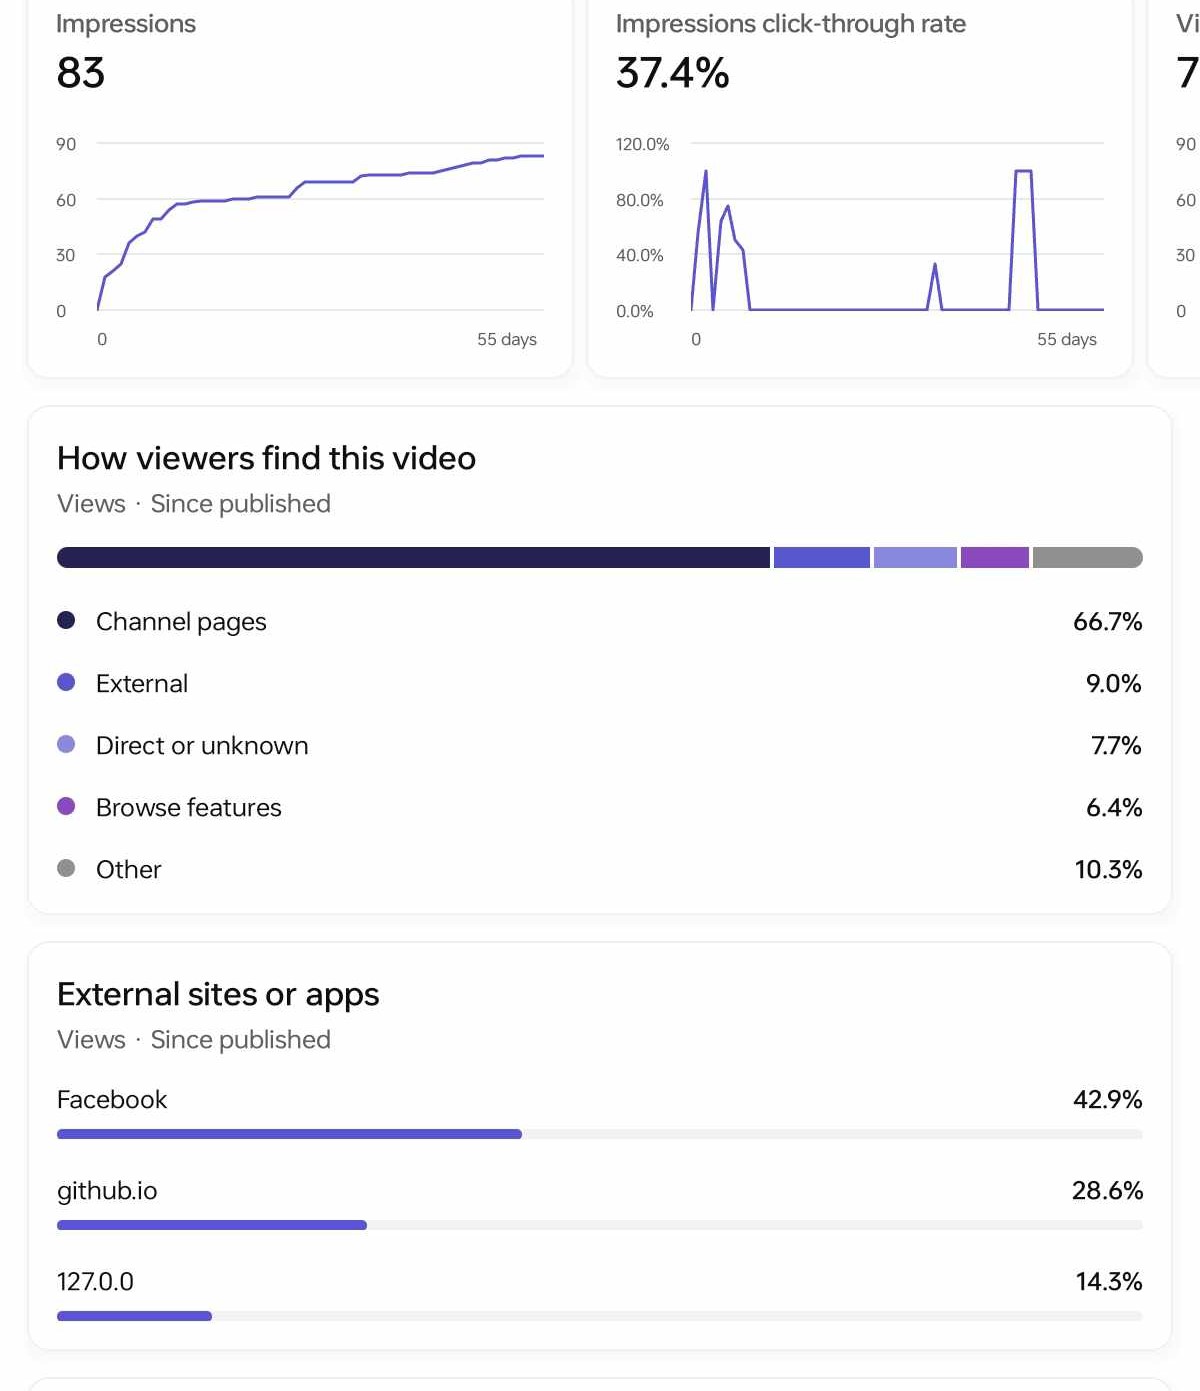 Impressions
83
90
60
30
0
0
55 days
Impressions click-through rate
37.4%
120.0%
80.0%
40.0%
0.0%
0
55 days
90
60
30
0
How viewers find this video
Views · Since published
Channel pages 66.7%
External 9.0%
Direct or unknown 7.7%
Browse features 6.4%
Other 10.3%
External sites or apps
Views · Since published
Facebook 42.9%
github.io 28.6%
127.0.0 14.3%